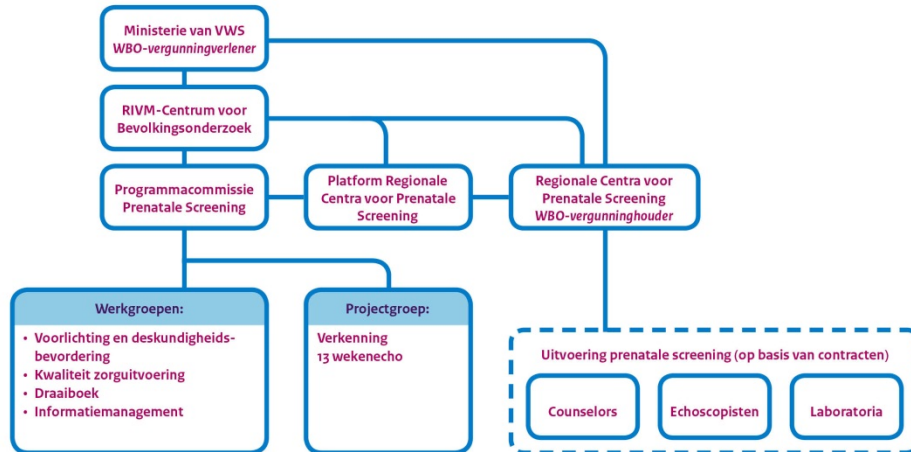 Ministerie van VWS
WBO-vergunningverlener
RIVM-Centrum voor
Bevolkingsonderzoek
Programmacommissie
Prenatale Screening
Platform Regionale
Centra voor Prenatale
Screening
Regionale Centra voor
Prenatale Screening
WBO-vergunninghouder
Werkgroepen:
• Voorlichting en deskundigheids-
bevordering
• Kwaliteit zorguitvoering
• Draaiboek
• Informatiemanagement
Projectgroep:
Verkenning
13 wekenecho
Uitvoering prenatale screening (op basis van contracten)
Counselors
Echoscopisten
Laboratoria